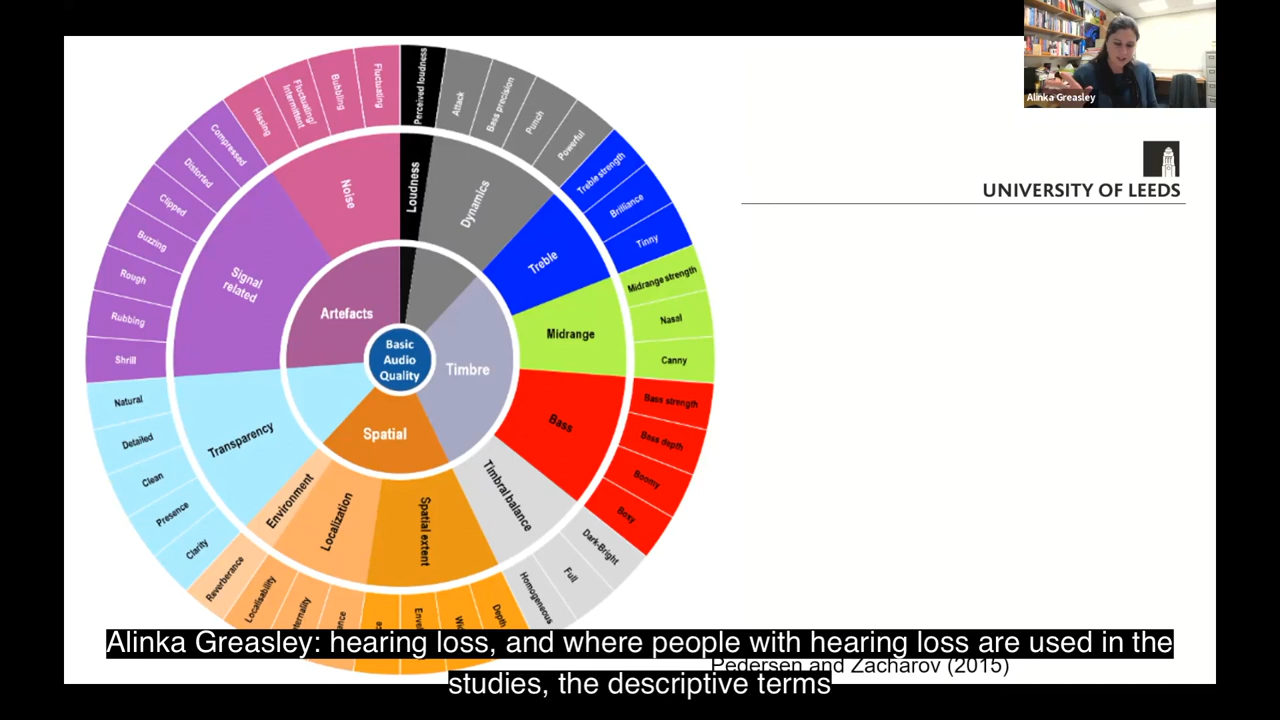 Alinka Greasley
UNIVERSITY OF LEEDS
Basic
Audio
Quality
Loudness
Perceived loudness
Dynamics
Attack
Bass precision
Punch
Powerful
Timbre
Treble
Treble strength
Brilliance
Tinny
Midrange
Midrange strength
Nasal
Canny
Bass
Bass strength
Bass depth
Boomy
Boxy
Timbral balance
Dark-Bright
Full
Homogeneous
Spatial
Spatial extent
Depth
Localization
Localisability
Environment
Reverberance
Transparency
Clarity
Presence
Clean
Detailed
Natural
Artefacts
Signal
related
Shrill
Rubbing
Rough
Buzzing
Clipped
Distorted
Compressed
Noise
Hissing
Fluctuating/
Intermittent
Bubbling
Fluctuating
Pedersen and Zacharov (2015)
Alinka Greasley: hearing loss, and where people with hearing loss are used in the
studies, the descriptive terms